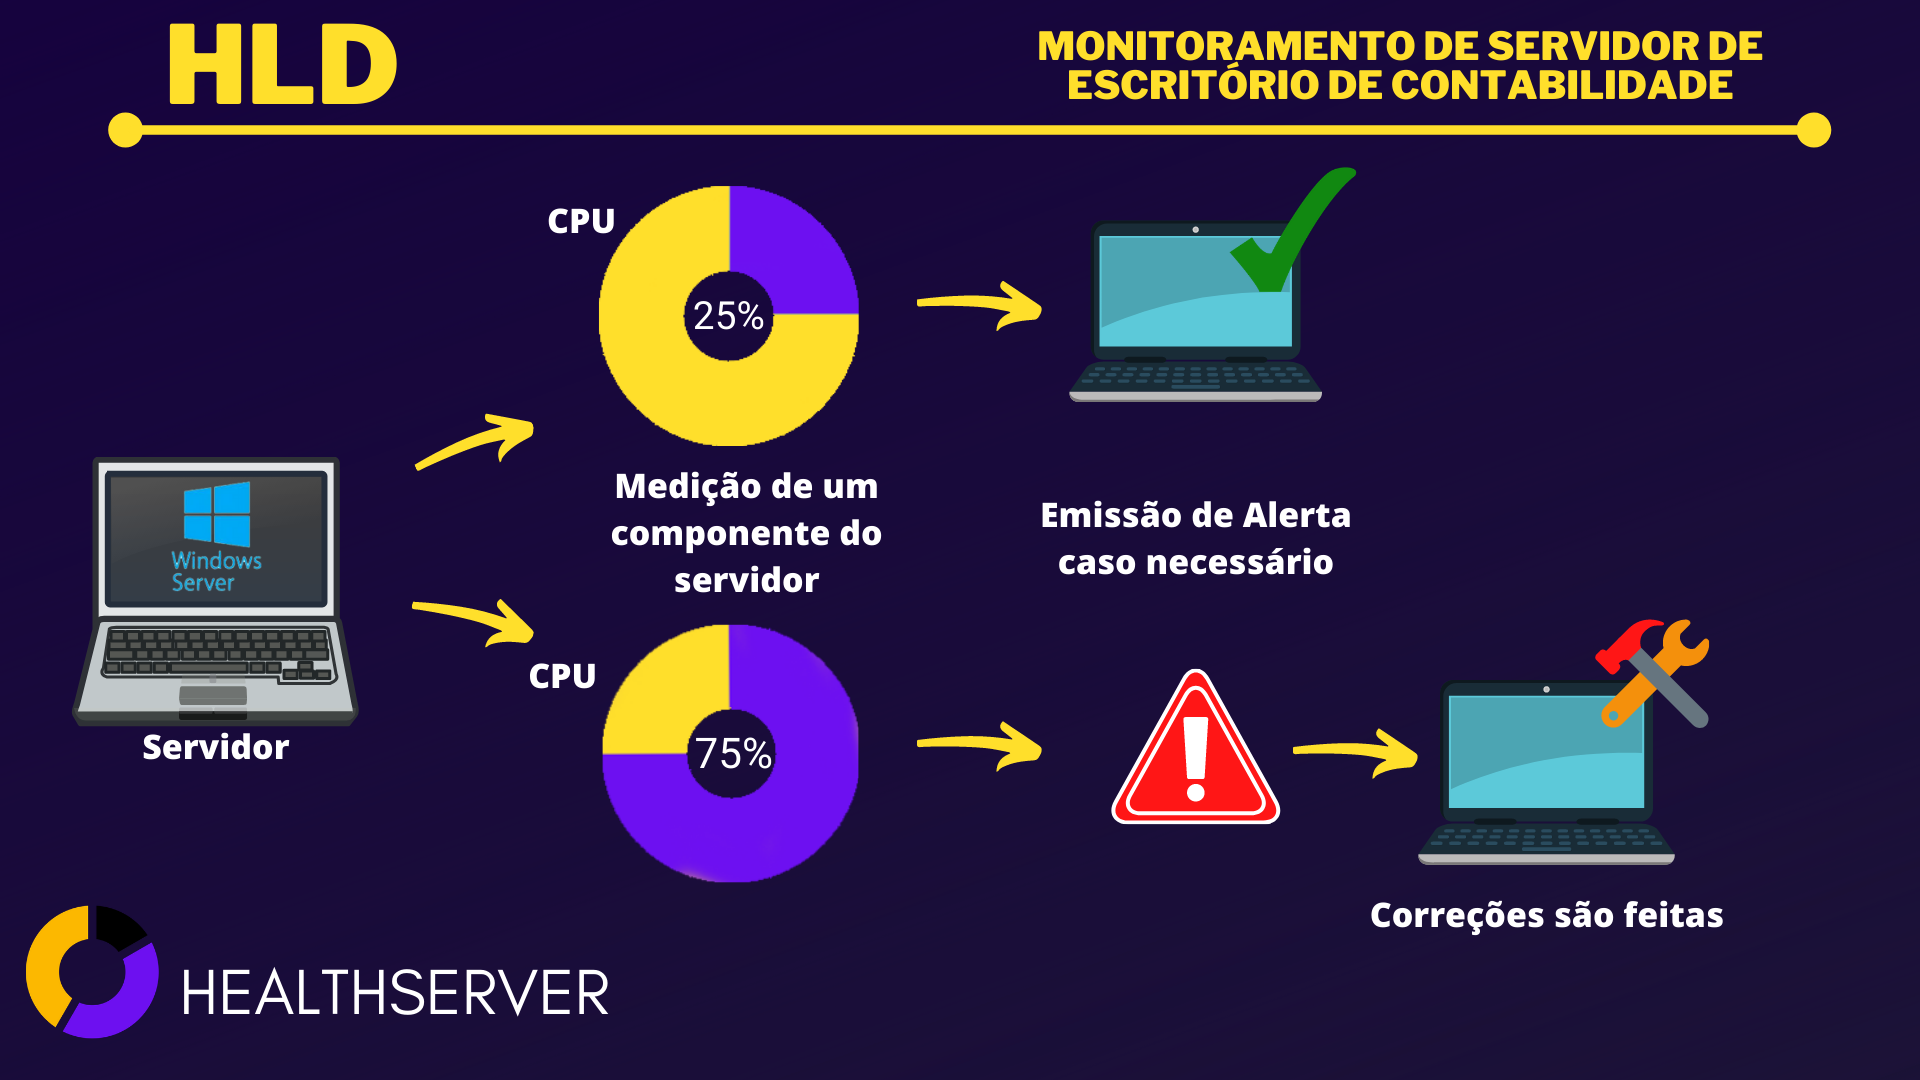 HLD
MONITORAMENTO DE SERVIDOR DE
ESCRITÓRIO DE CONTABILIDADE
CPU
25%
Medição de um
componente do
servidor
Emissão de Alerta
caso necessário
Windows
Server
Servidor
CPU
75%
Correções são feitas
HEALTHSERVER